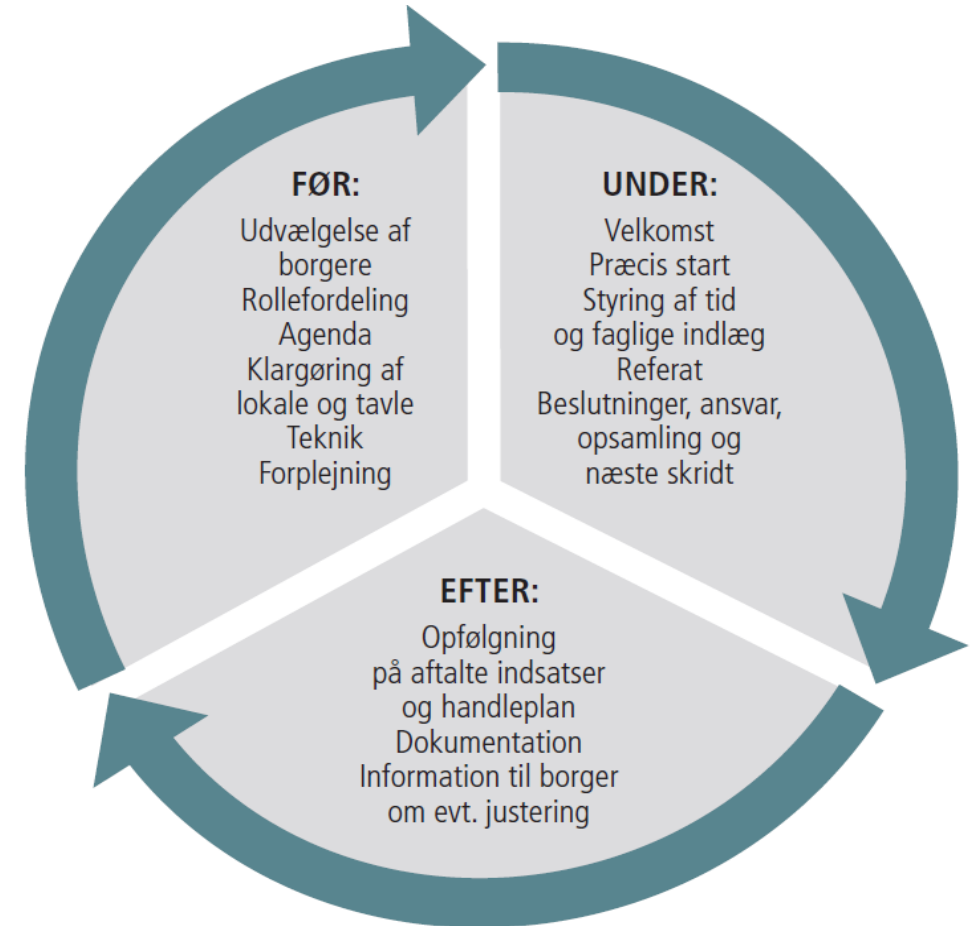 FØR:
Udvælgelse af
borgere
Rollefordeling
Agenda
Klargøring af
lokale og tavle
Teknik
Forplejning
UNDER:
Velkomst
Præcis start
Styring af tid
og faglige indlæg
Referat
Beslutninger, ansvar,
opsamling og
næste skridt
EFTER:
Opfølgning
på aftalte indsatser
og handleplan
Dokumentation
Information til borger
om evt. justering